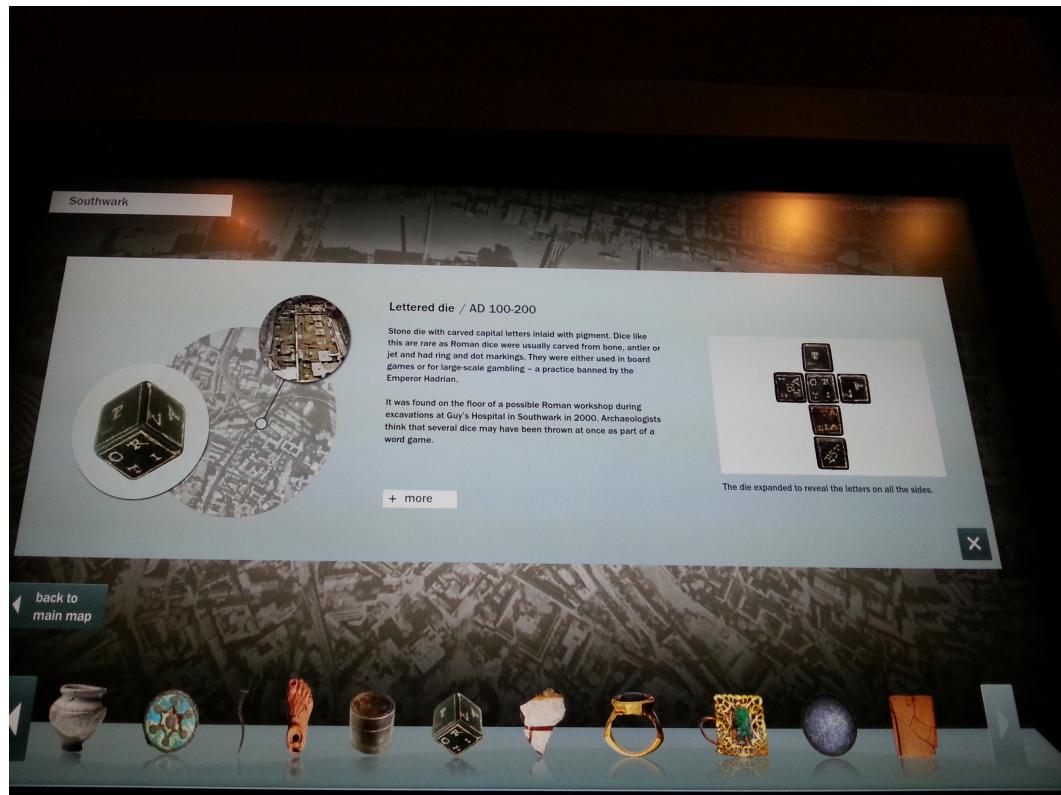 Southwark
Google
Lettered die / AD 100-200
Stone die with carved capital letters inlaid with pigment. Dice like
this are rare as Roman dice were usually carved from bone, antler or
jet and had ring and dot markings. They were either used in board
games or for large-scale gambling – a practice banned by the
Emperor Hadrian.
It was found on the floor of a possible Roman workshop during
excavations at Guy's Hospital in Southwark in 2000. Archaeologists
think that several dice may have been thrown at once as part of a
word game.
+ more
The die expanded to reveal the letters on all the sides.
back to
main map